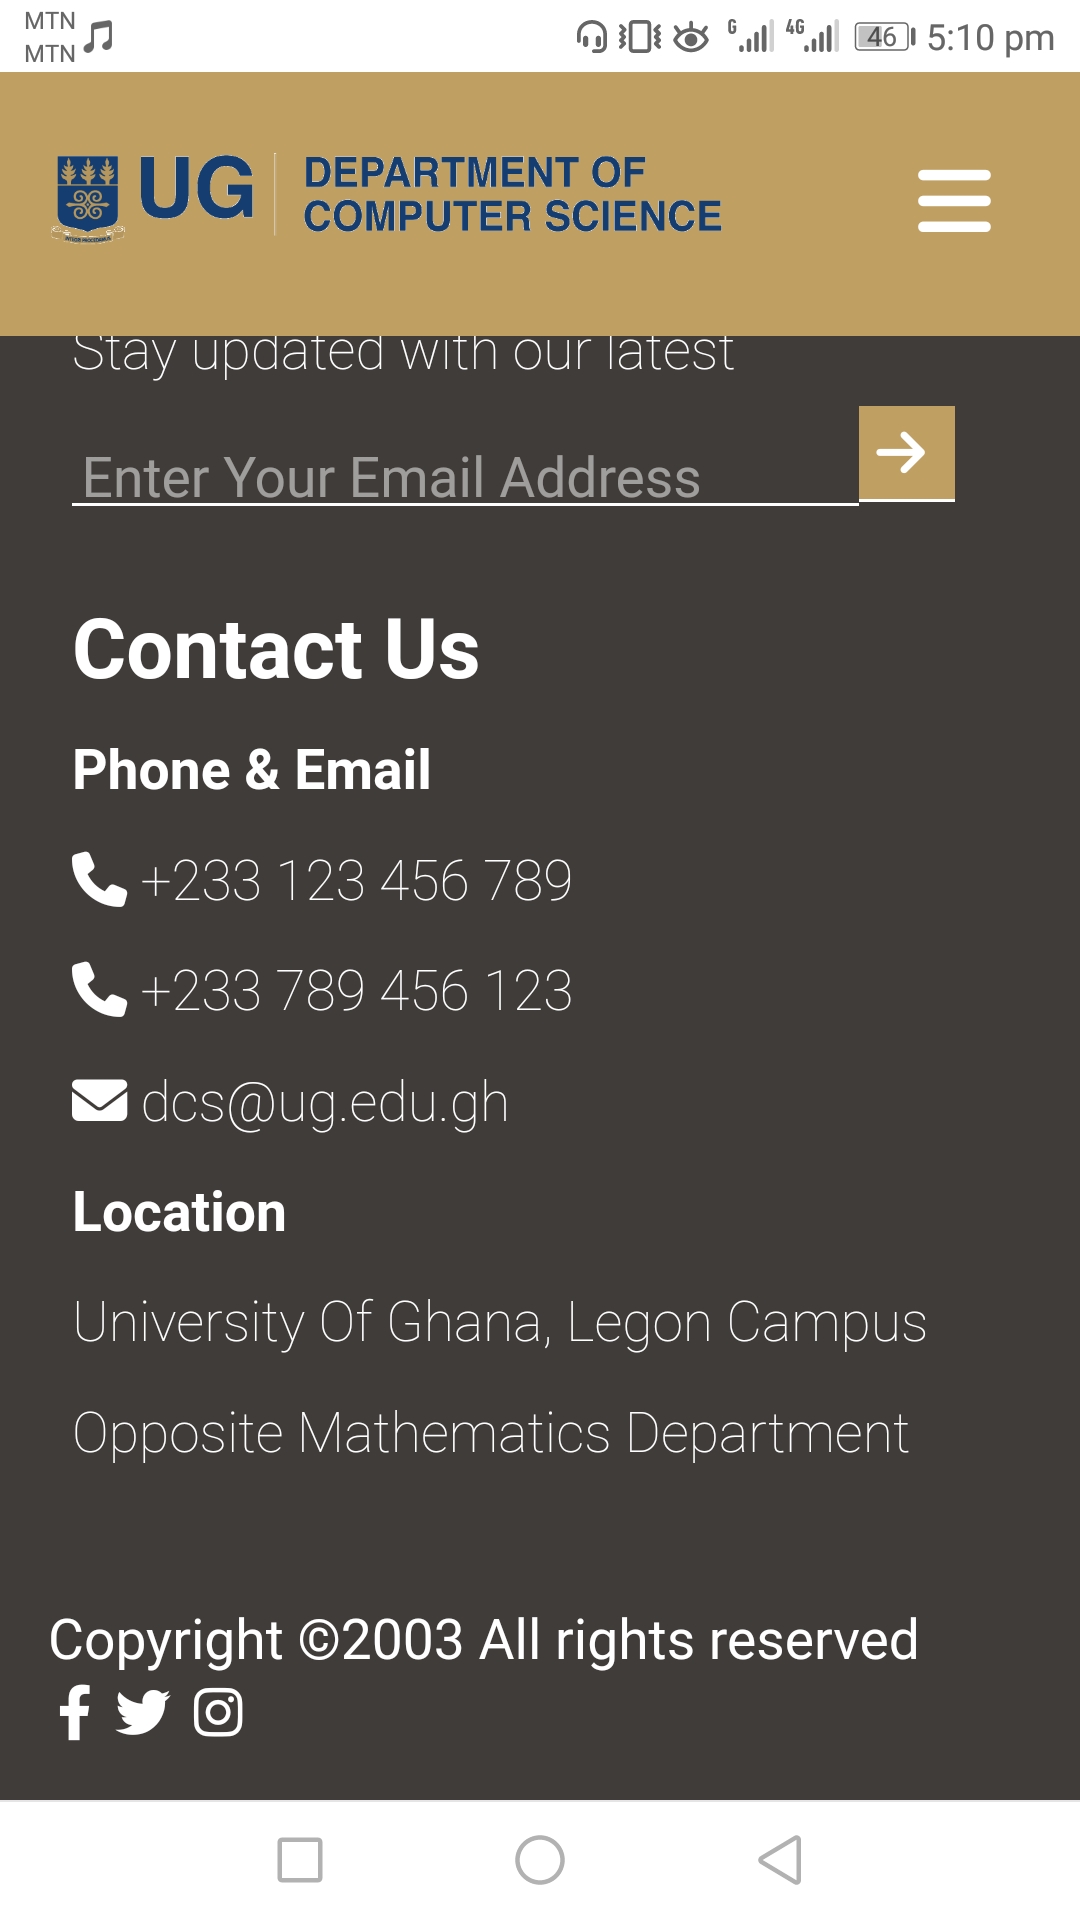 MTN
MTN
G
4G
46
5:10 pm
UG
DEPARTMENT OF
COMPUTER SCIENCE
Stay updated with our latest
Enter Your Email Address
Contact Us
Phone & Email
+233 123 456 789
+233 789 456 123
dcs@ug.edu.gh
Location
University Of Ghana, Legon Campus
Opposite Mathematics Department
Copyright ©2003 All rights reserved